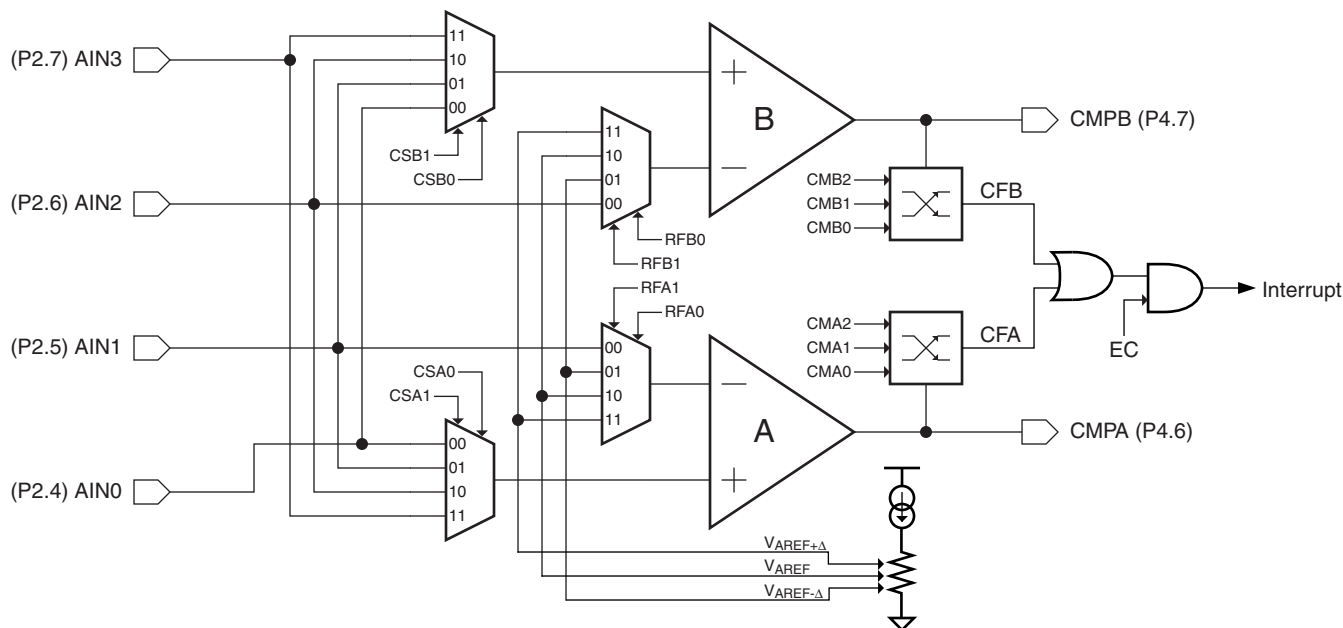 (P2.7) AIN3
11
10
01
00
CSB1
CSB0
B
CMPB (P4.7)
11
10
01
00
RFB0
RFB1
(P2.6) AIN2
CMB2
CMB1
CMB0
CFB
Interrupt
EC
RFA1
RFA0
(P2.5) AIN1
00
01
10
11
CMA2
CMA1
CMA0
CFA
CSA0
CSA1
A
CMPA (P4.6)
(P2.4) AIN0
00
01
10
11
VAREF+Δ
VAREF
VAREF-Δ